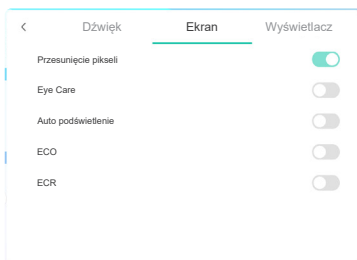 < Dźwięk Ekran Wyświetlacz
Przesunięcie pikseli
Eye Care
Auto podświetlenie
ECO
ECR